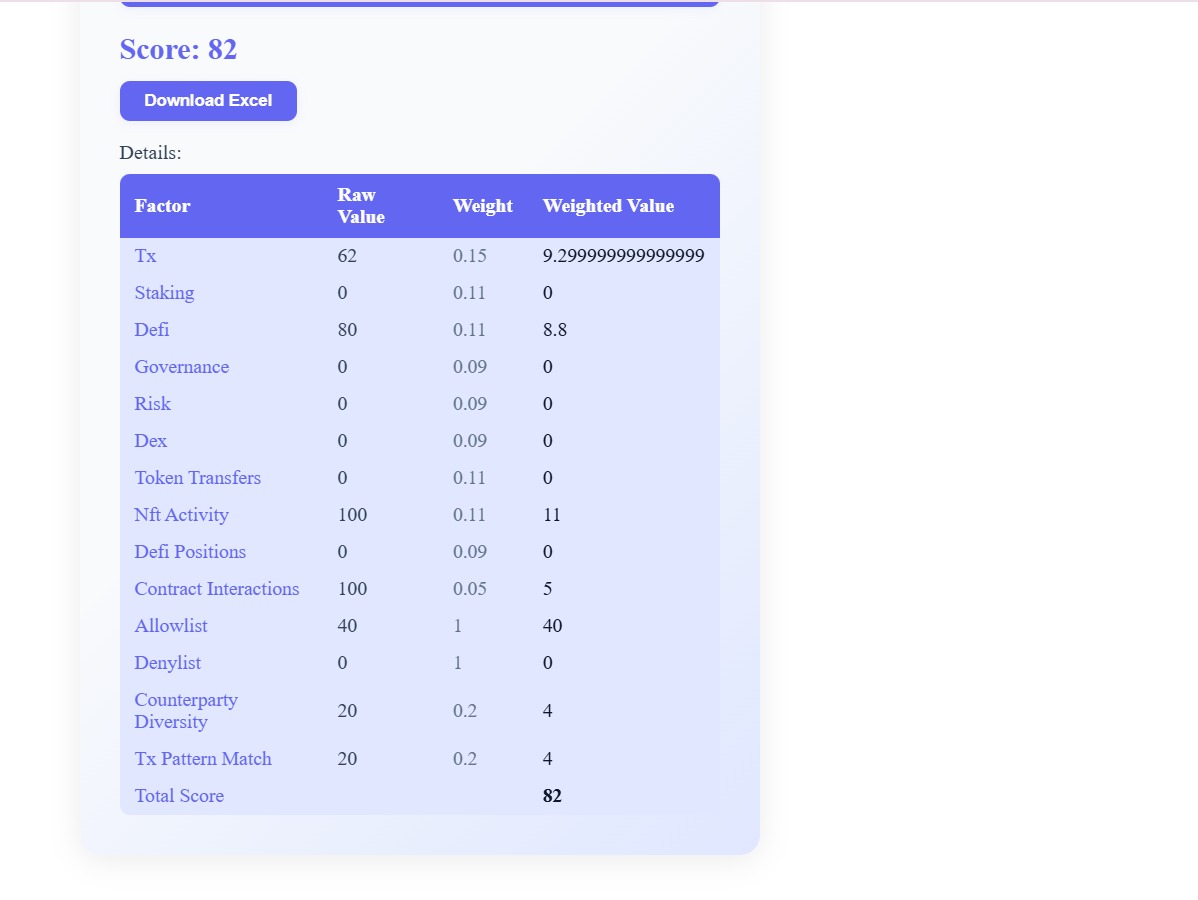 Score: 82
Download Excel
Details:
Factor Raw Value Weight Weighted Value
Tx 62 0.15 9.299999999999999
Staking 0 0.11 0
Defi 80 0.11 8.8
Governance 0 0.09 0
Risk 0 0.09 0
Dex 0 0.09 0
Token Transfers 0 0.11 0
Nft Activity 100 0.11 11
Defi Positions 0 0.09 0
Contract Interactions 100 0.05 5
Allowlist 40 1 40
Denylist 0 1 0
Counterparty Diversity 20 0.2 4
Tx Pattern Match 20 0.2 4
Total Score 82